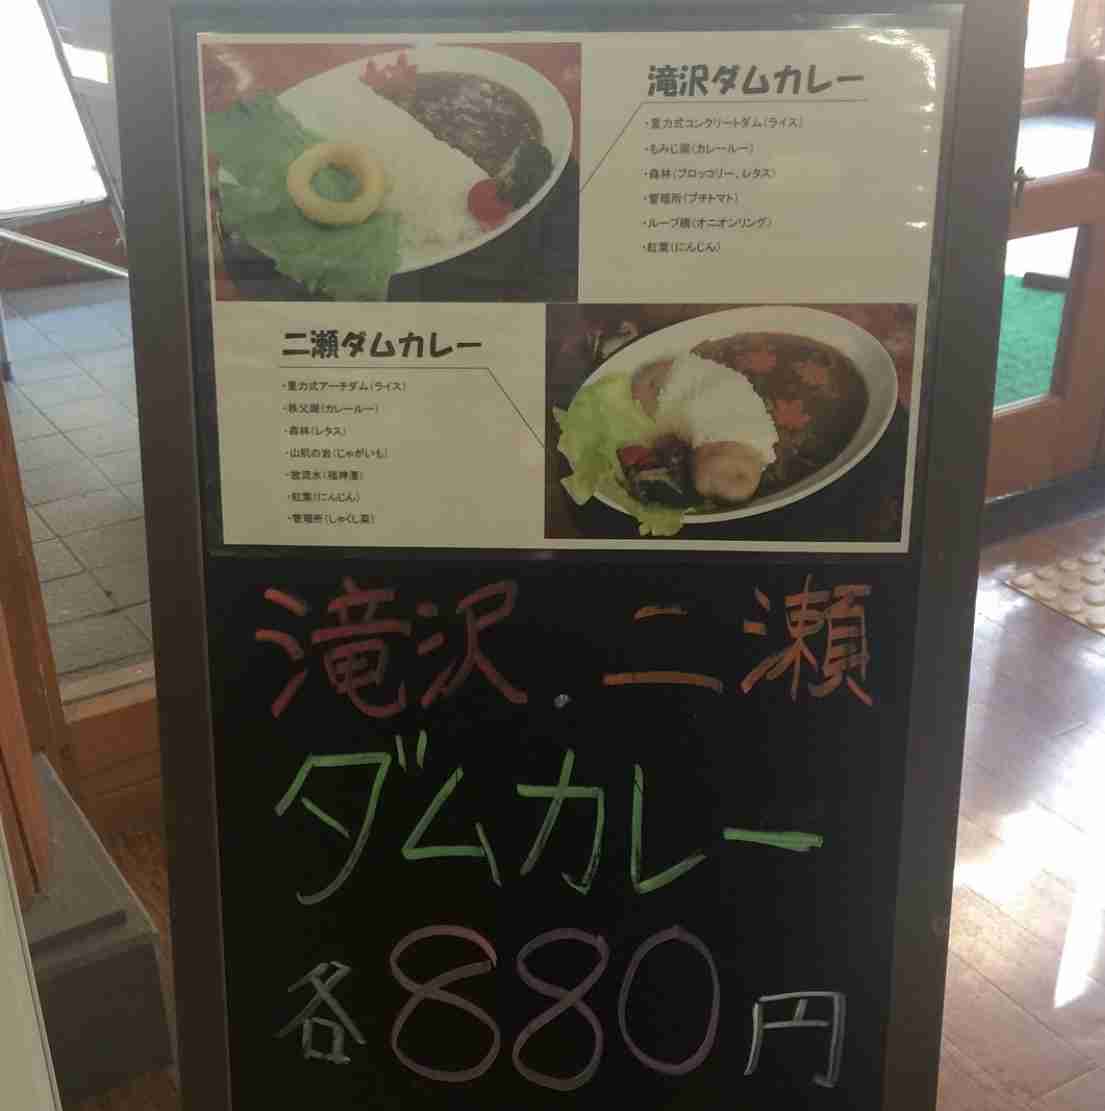 滝沢ダムカレー
・重力式コンクリートダム(ライス)
・もみじ湖(カレールー)
・森林(ブロッコリー、レタス)
・管理所(プチトマト)
・ループ橋(オニオンリング)
・紅葉(にんじん)
二瀬ダムカレー
・重力式アーチダム(ライス)
・秩父湖(カレールー)
・森林(レタス)
・山肌の岩(じゃがいも)
・放流水(福神漬)
・紅葉(にんじん)
・管理所(しゃくし菜)
滝沢.二瀬
ダムカレー
各880円